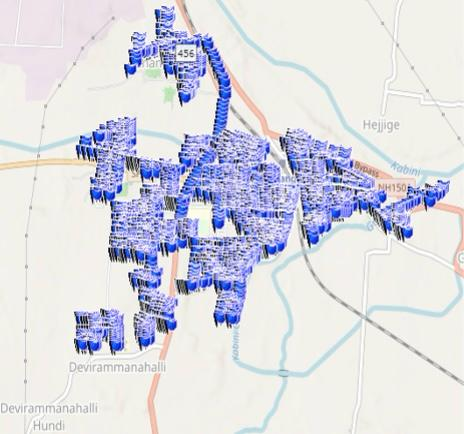 456
Hejjige
Bypass
Kabini
NH150
Kabini
Devirammanahalli
Devirammanahalli
Hundi